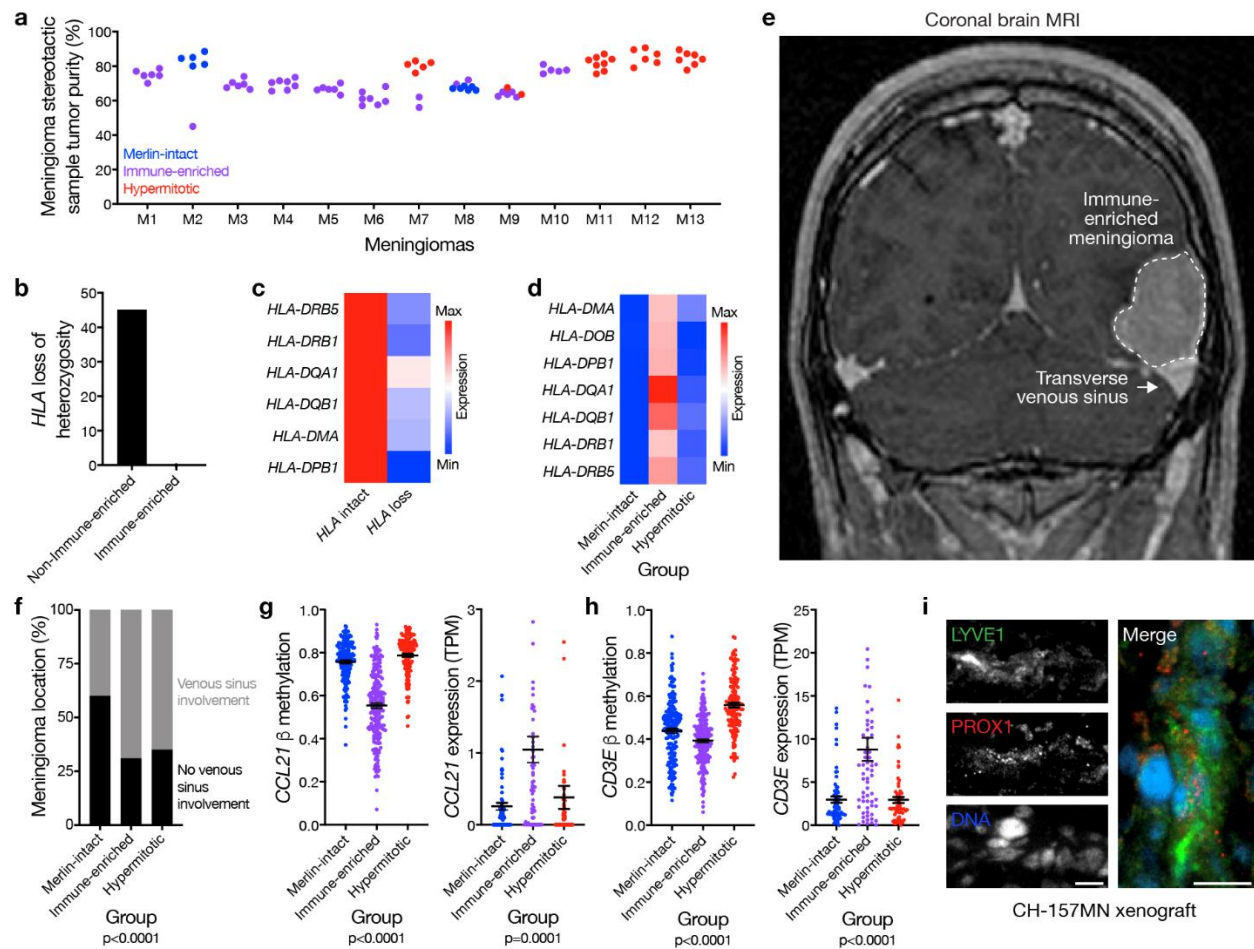 a
Meningioma stereotactic
sample tumor purity (%)
100
80
60
40
20
0
Merlin-intact
Immune-enriched
Hypermitotic
M1 M2 M3 M4 M5 M6 M7 M8 M9 M10 M11 M12 M13
Meningiomas
b
HLA loss of
heterozygosity
50
40
30
20
10
0
Non-Immune-enriched
Immune-enriched
c
HLA-DRB5
HLA-DRB1
HLA-DQA1
HLA-DQB1
HLA-DMA
HLA-DPB1
HLA intact
HLA loss
Max
Expression
Min
d
HLA-DMA
HLA-DOB
HLA-DPB1
HLA-DQA1
HLA-DQB1
HLA-DRB1
HLA-DRB5
Merin-intact
Immune-enriched
Hypermitotic
Group
Max
Expression
Min
e
Coronal brain MRI
Immune-
enriched
meningioma
Transverse
venous sinus
f
Meningioma location (%)
100
75
50
25
0
Venous sinus
involvement
No venous
sinus
involvement
Merlin-intact
Immune-enriched
Hypermitotic
Group
p<0.0001
g
CCL21 β methylation
1.0
0.8
0.6
0.4
0.2
0.0
Merlin-intact
Immune-enriched
Hypermitotic
Group
p<0.0001
CCL21 expression (TPM)
3
2
1
0
Merlin-intact
Immune-enriched
Hypermitotic
Group
p=0.0001
h
CD3E β methylation
1.0
0.8
0.6
0.4
0.2
0.0
Merlin-intact
Immune-enriched
Hypermitotic
Group
p<0.0001
CD3E expression (TPM)
25
20
15
10
5
0
Merlin-intact
Immune-enriched
Hypermitotic
Group
p<0.0001
i
LYVE1
PROX1
DNA
Merge
CH-157MN xenograft